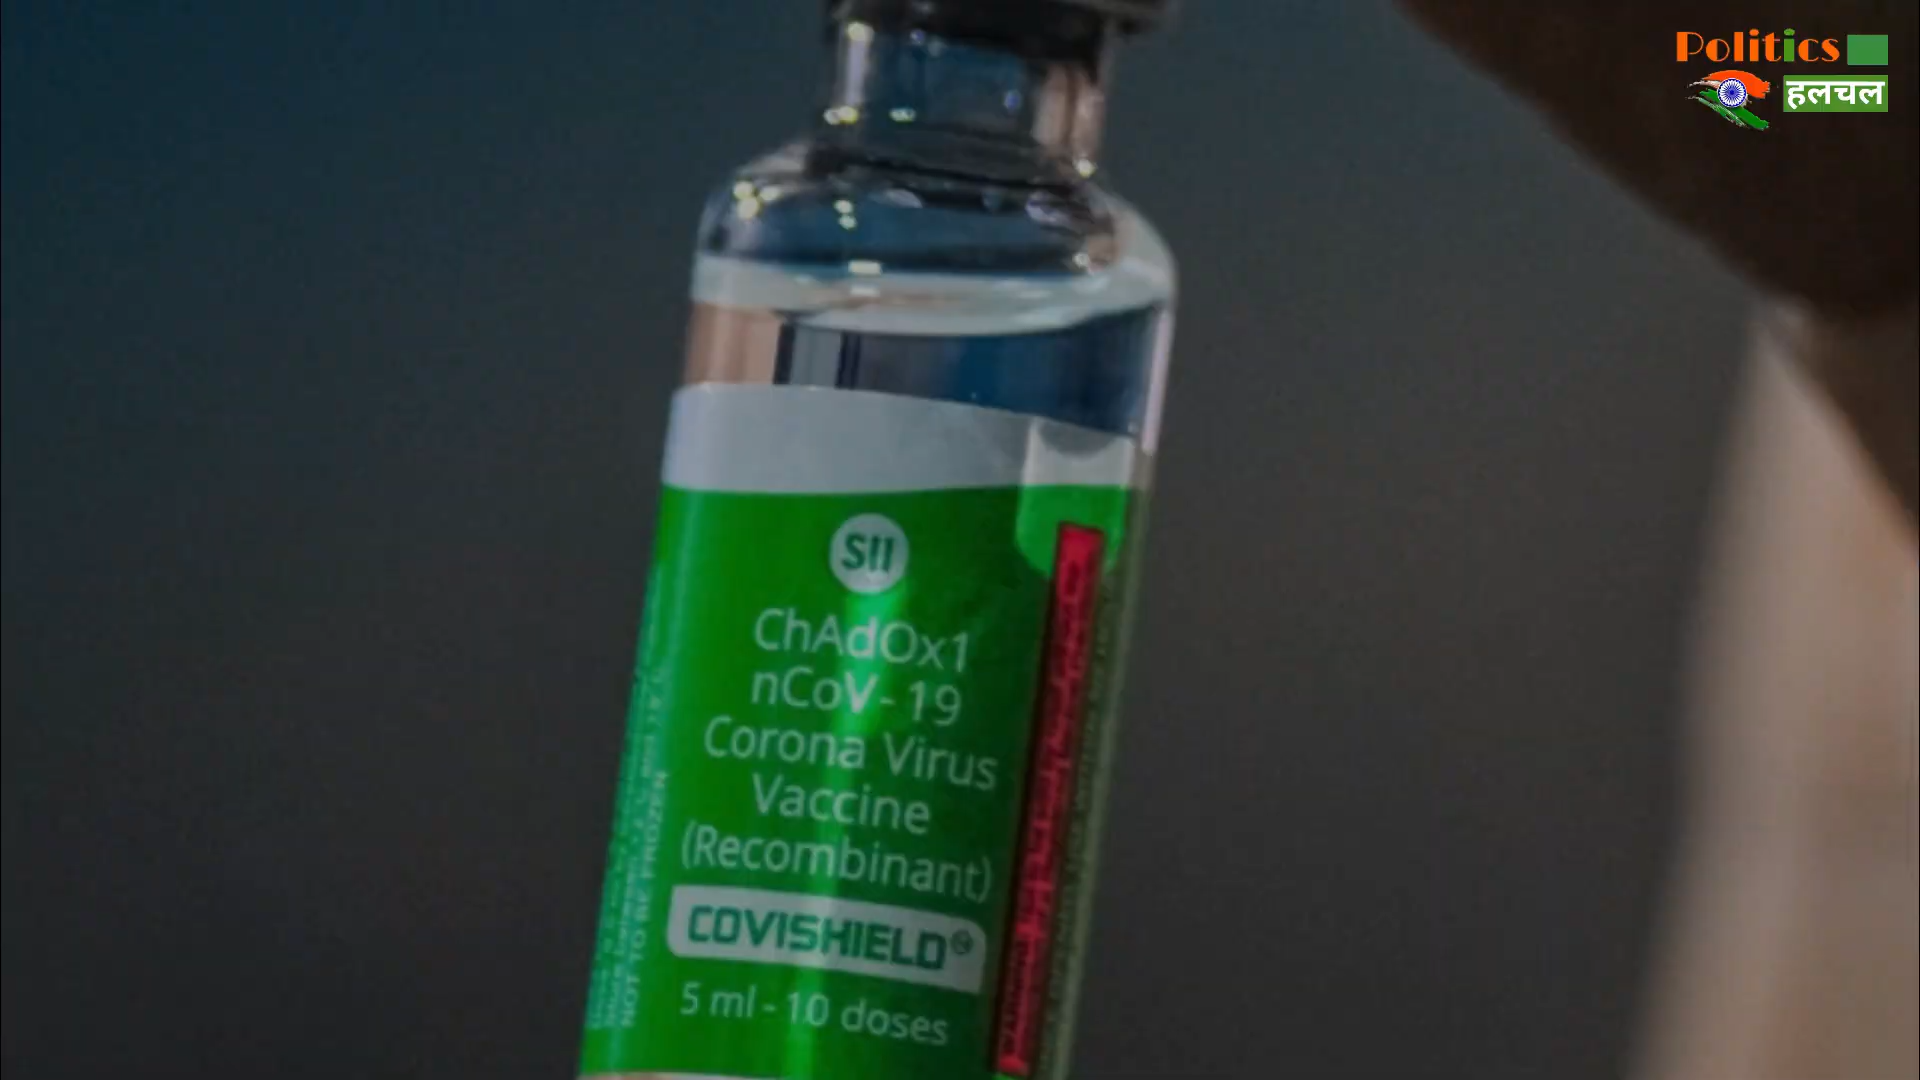 Politics
हलचल
SII
ChAdOx1
nCoV-19
Corona Virus
Vaccine
(Recombinant)
COVISHIELD
5 ml - 10 doses
NOT TO BE FROZEN